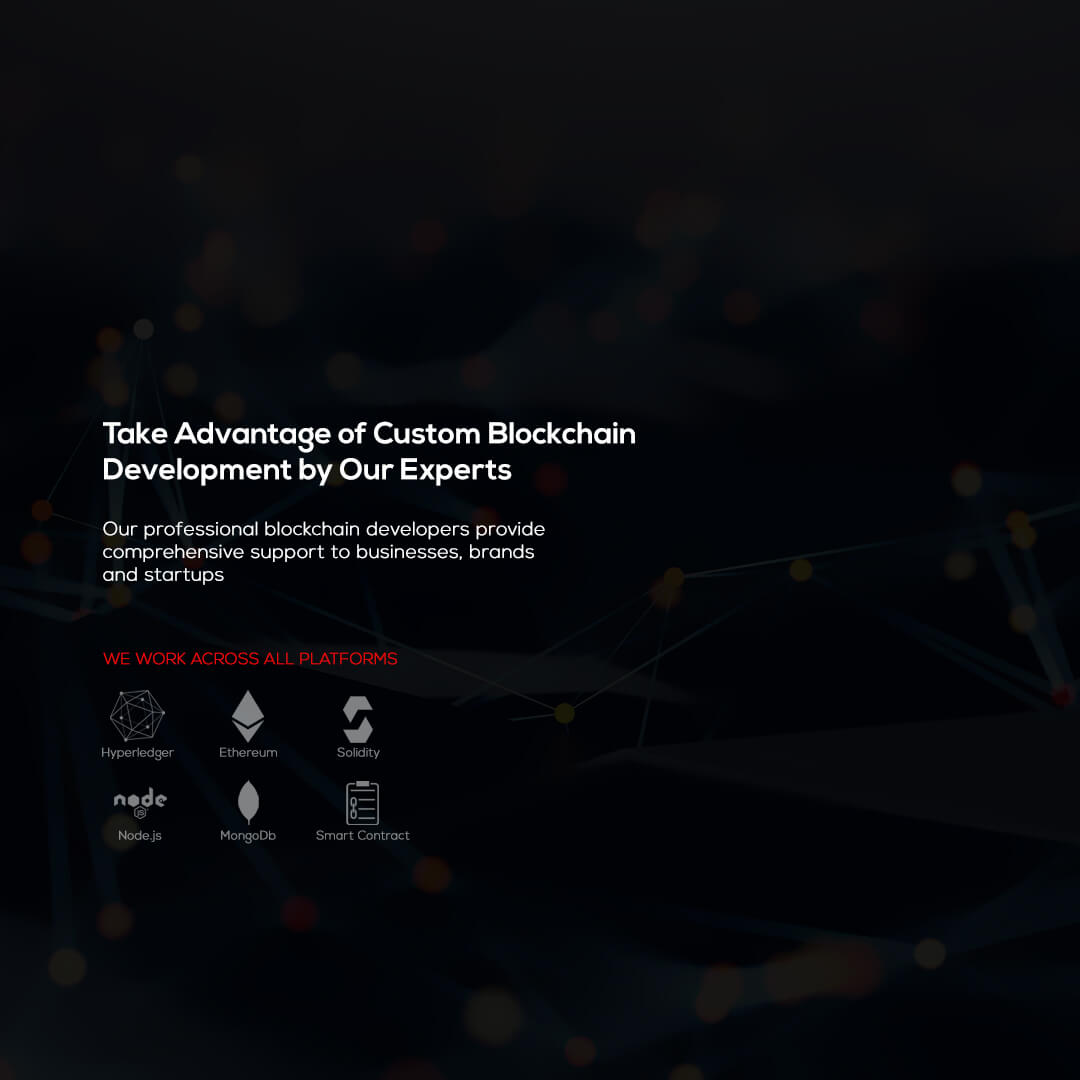 Take Advantage of Custom Blockchain
Development by Our Experts
Our professional blockchain developers provide
comprehensive support to businesses, brands
and startups
WE WORK ACROSS ALL PLATFORMS
Hyperledger
Ethereum
Solidity
node
JS
Node.js
MongoDb
Smart Contract